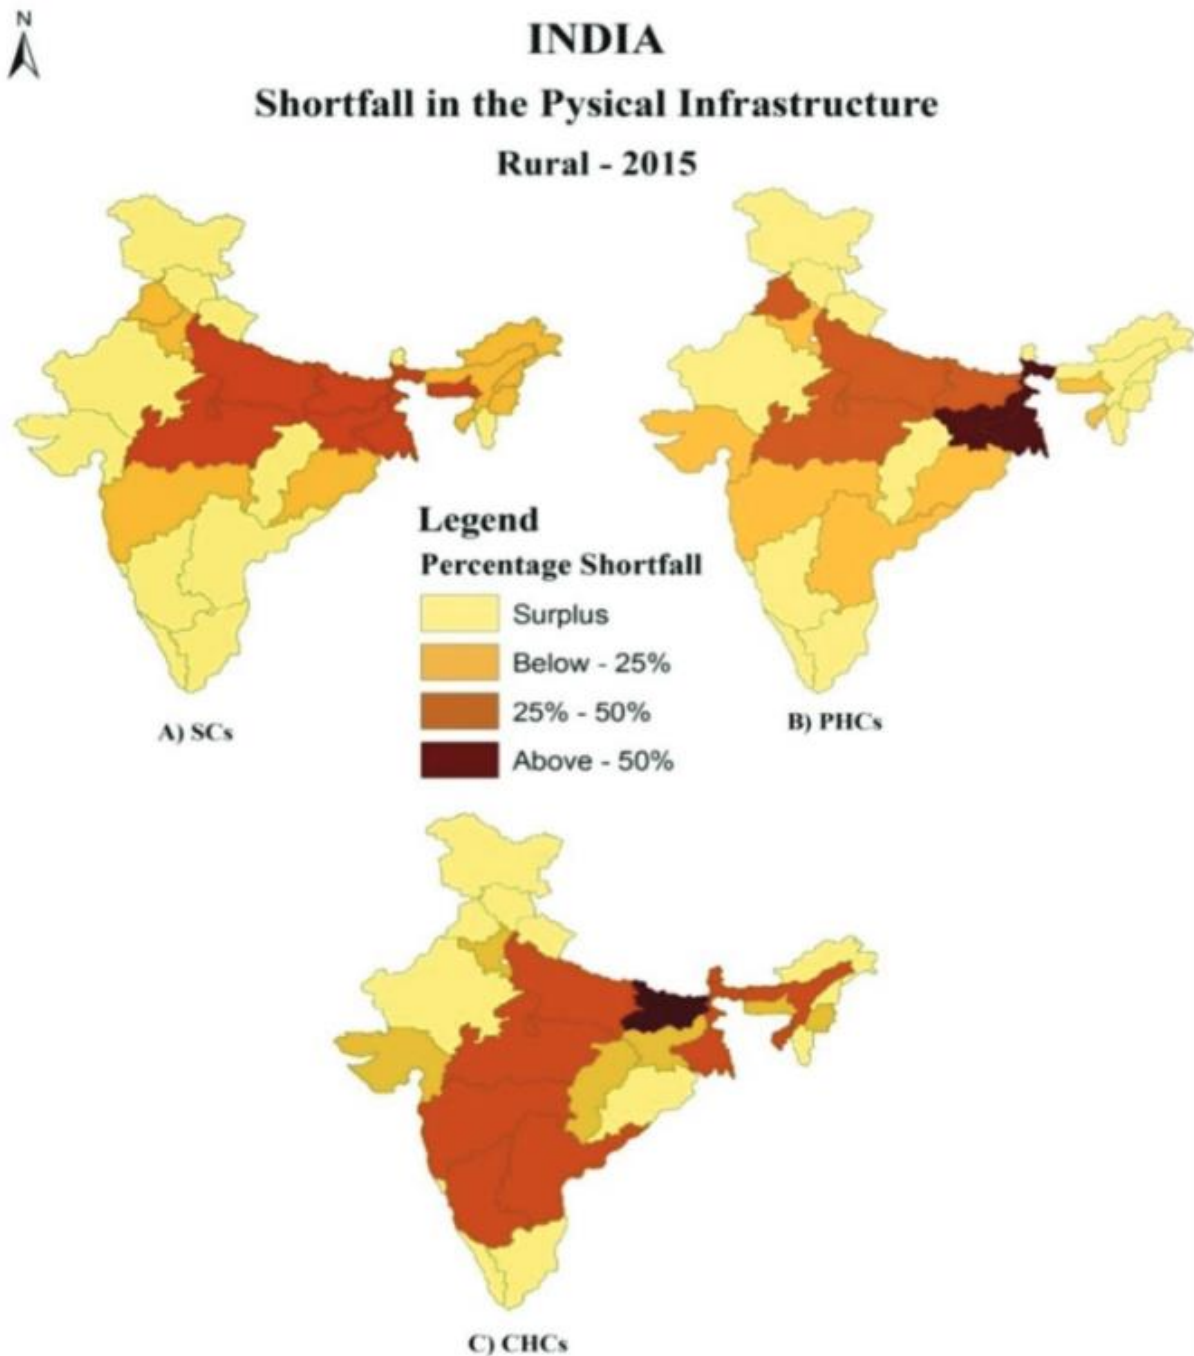 N
INDIA
Shortfall in the Pysical Infrastructure
Rural - 2015
Legend
Percentage Shortfall
Surplus
Below - 25%
25% - 50%
Above - 50%
A) SCs
B) PHCs
C) CHCs